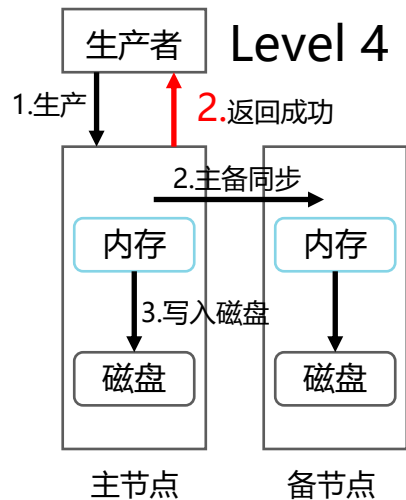 生产者
Level 4
1.生产
2.返回成功
2.主备同步
内存
内存
3.写入磁盘
磁盘
磁盘
主节点
备节点